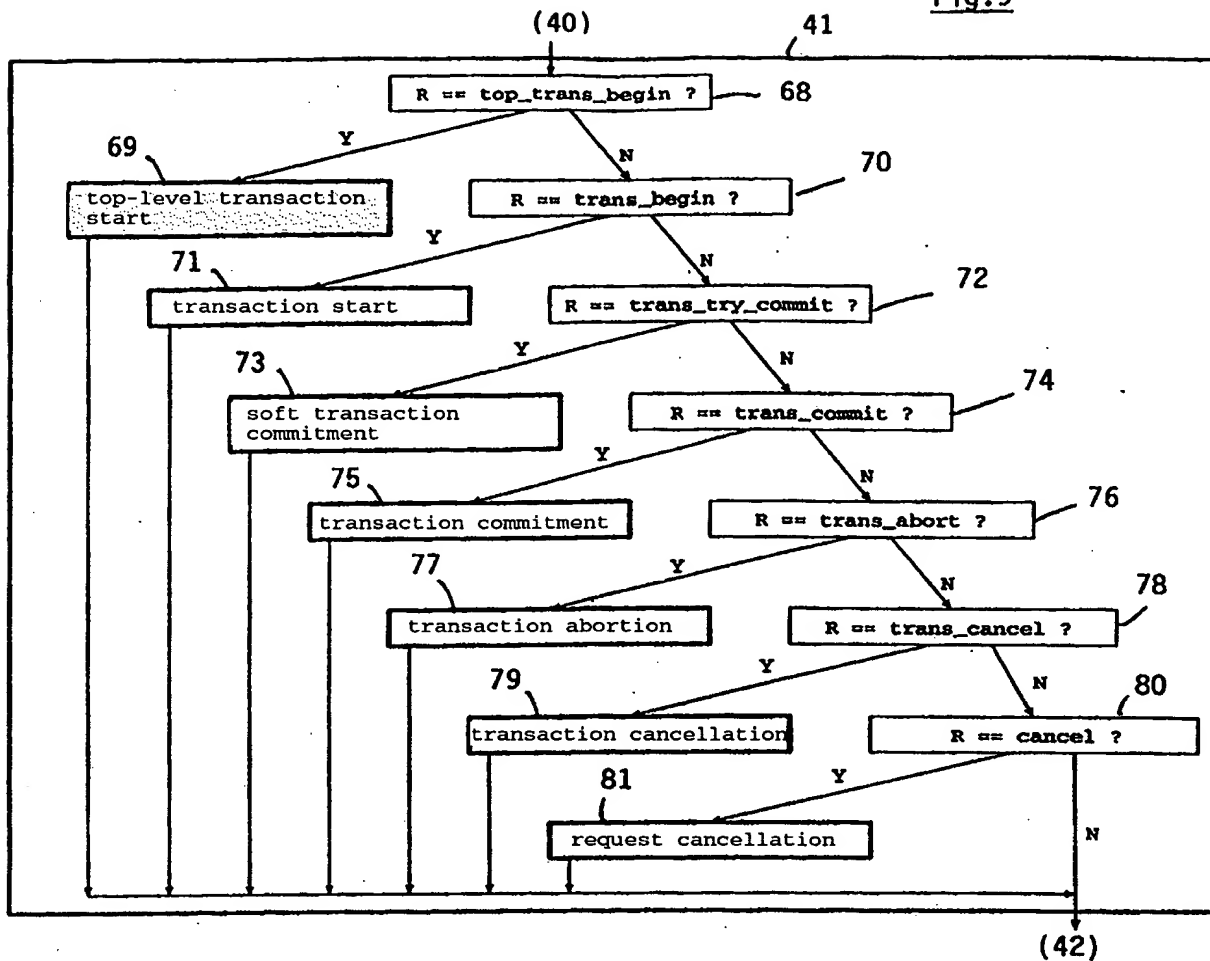 (40)
41
R == top_trans_begin ?
68
Y
N
69
70
top-level transaction
start
R == trans_begin ?
Y
N
71
72
transaction start
R == trans_try_commit ?
Y
N
73
74
soft transaction
commitment
R == trans_commit ?
Y
N
75
76
transaction commitment
R == trans_abort ?
Y
N
77
78
transaction abortion
R == trans_cancel ?
Y
N
79
80
transaction cancellation
R == cancel ?
Y
N
81
request cancellation
(42)